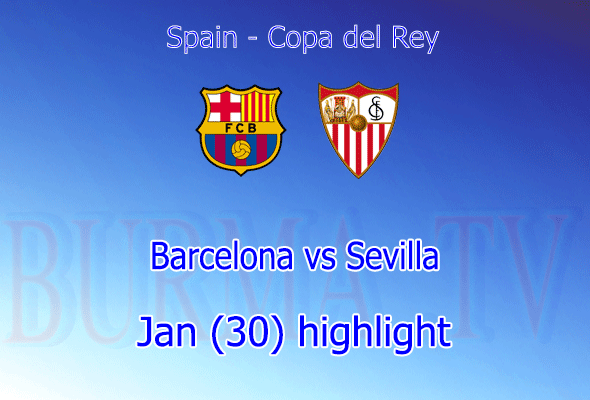 Spain - Copa del Rey
FCB
BURMA TV
Barcelona vs Sevilla
Jan (30) highlight